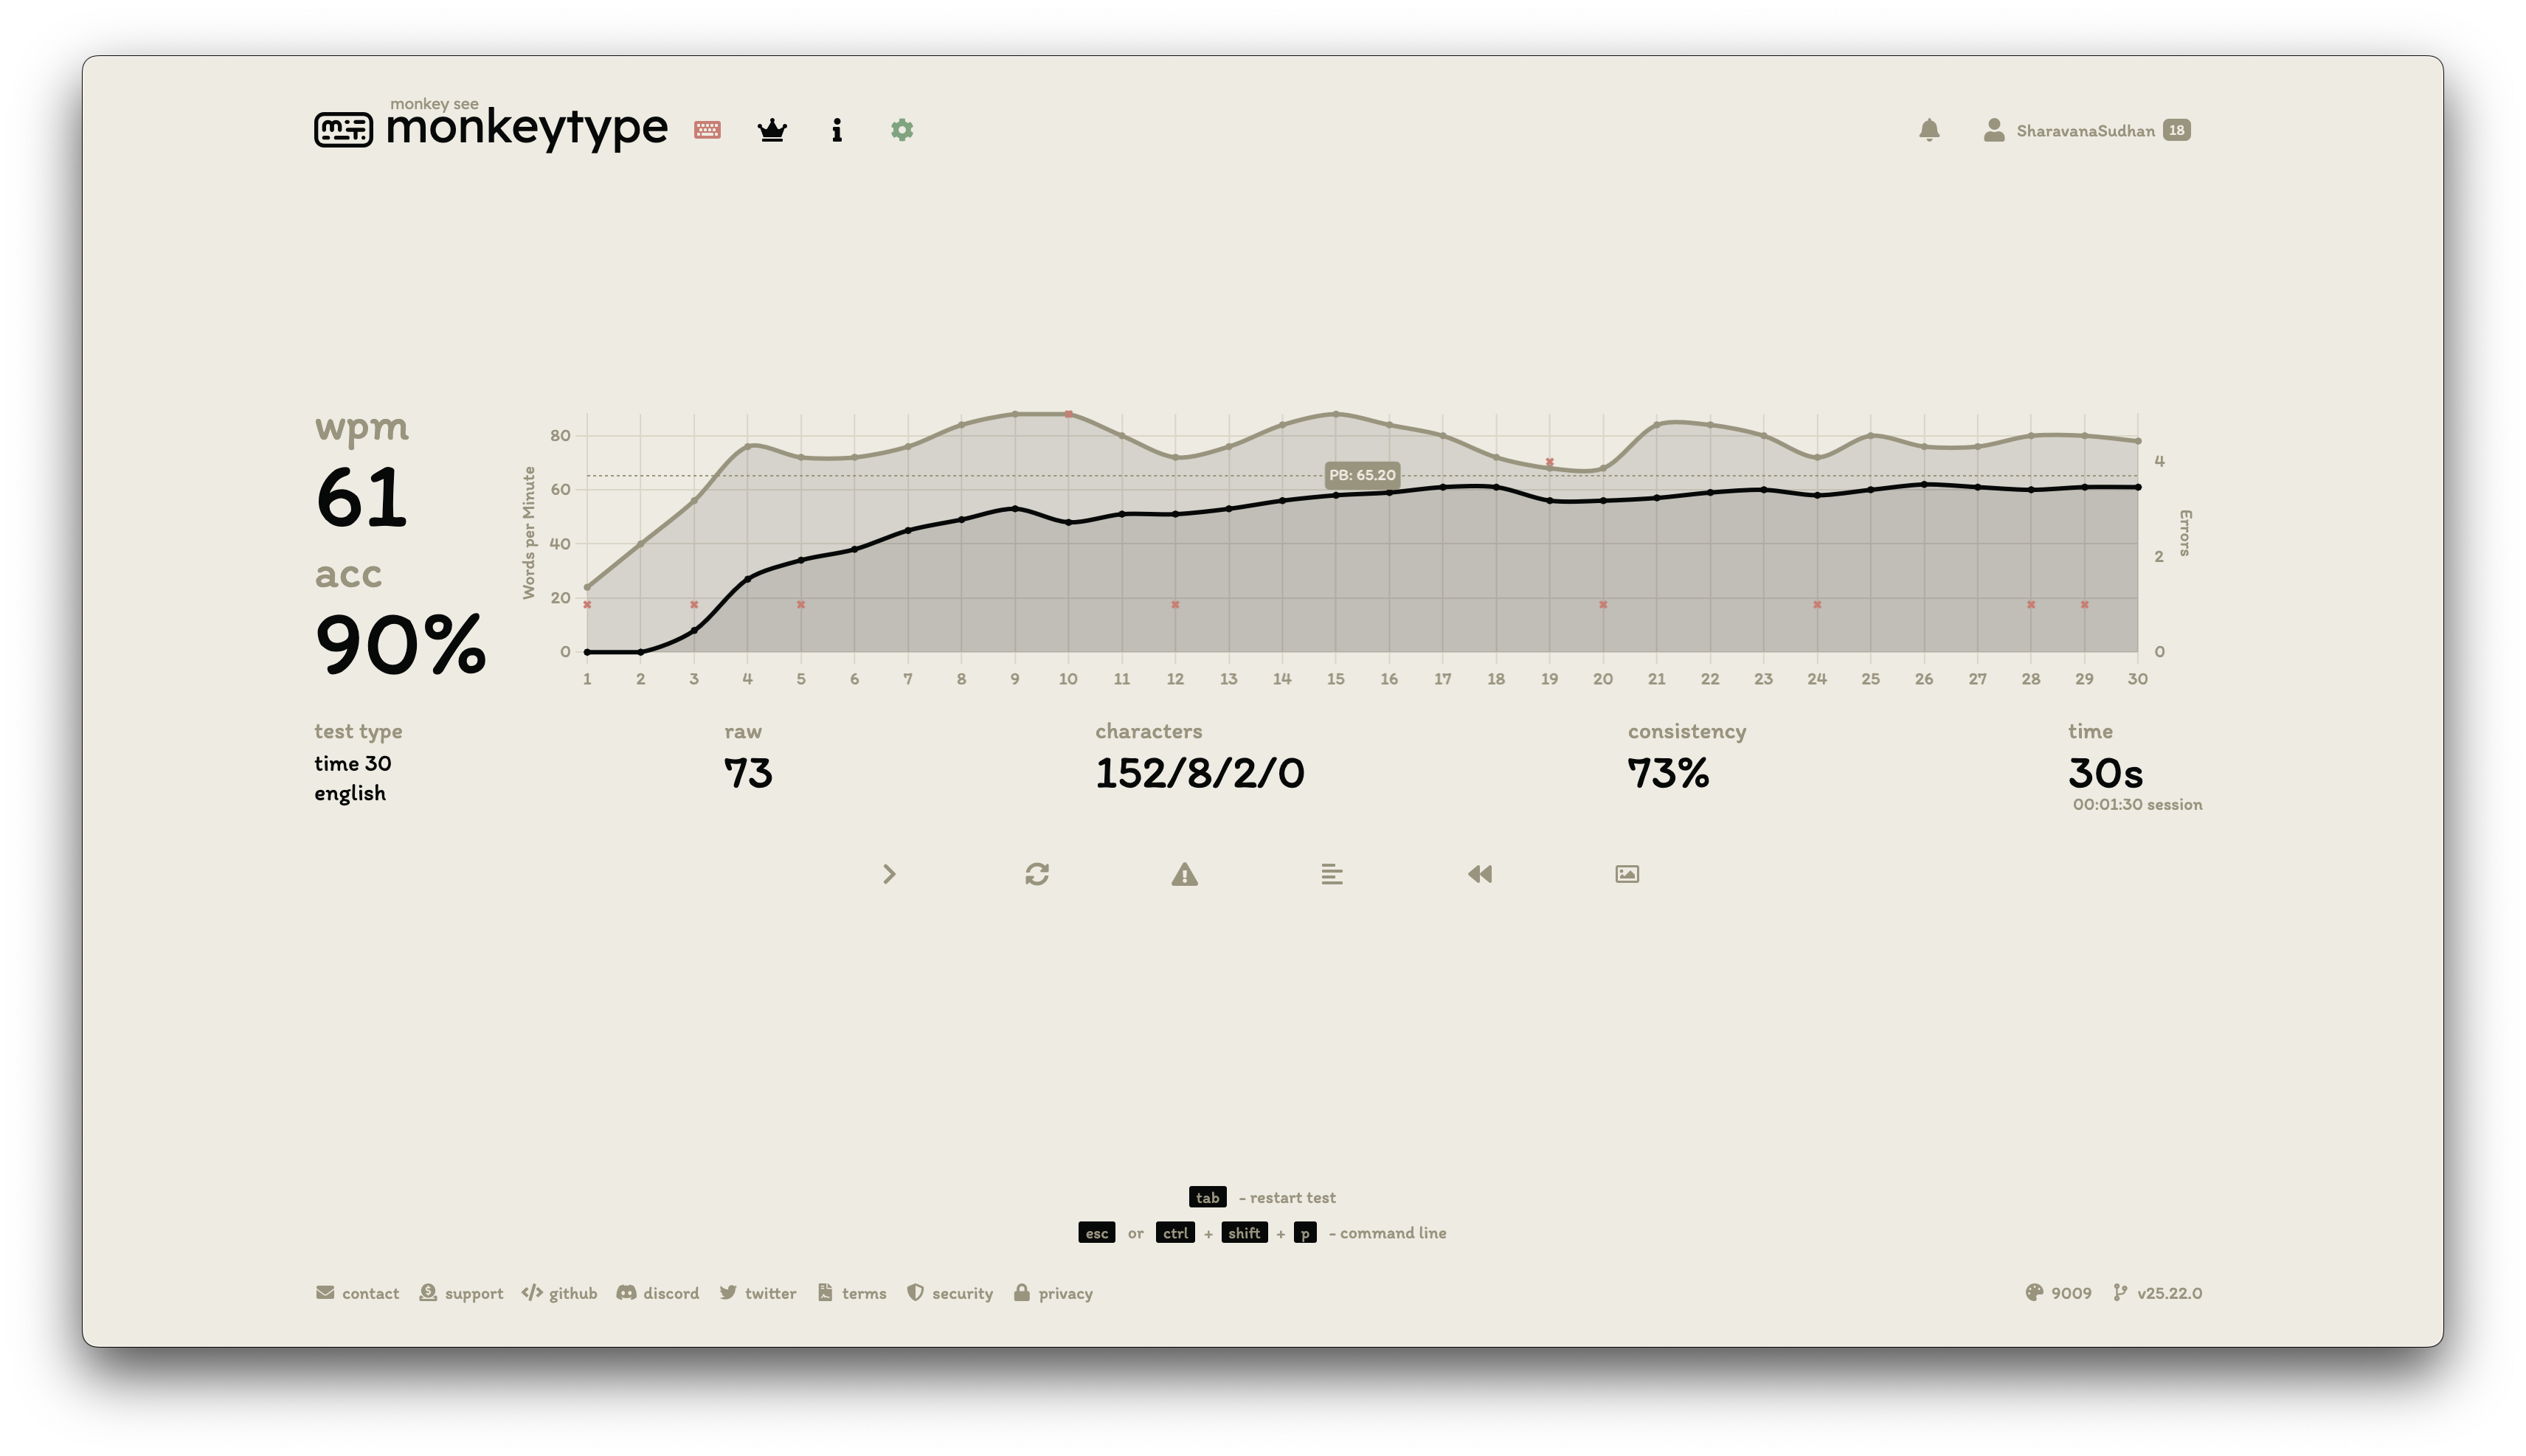 monkey see
monkeytype
SharavanaSudhan 18
wpm
61
acc
90%
Words per Minute
80
60
40
20
0
PB: 65.20
4
2
0
Errors
1 2 3 4 5 6 7 8 9 10 11 12 13 14 15 16 17 18 19 20 21 22 23 24 25 26 27 28 29 30
test type
time 30
english
raw
73
characters
152/8/2/0
consistency
73%
time
30s
00:01:30 session
tab - restart test
esc or ctrl + shift + p - command line
contact support github discord twitter terms security privacy
9009 v25.22.0